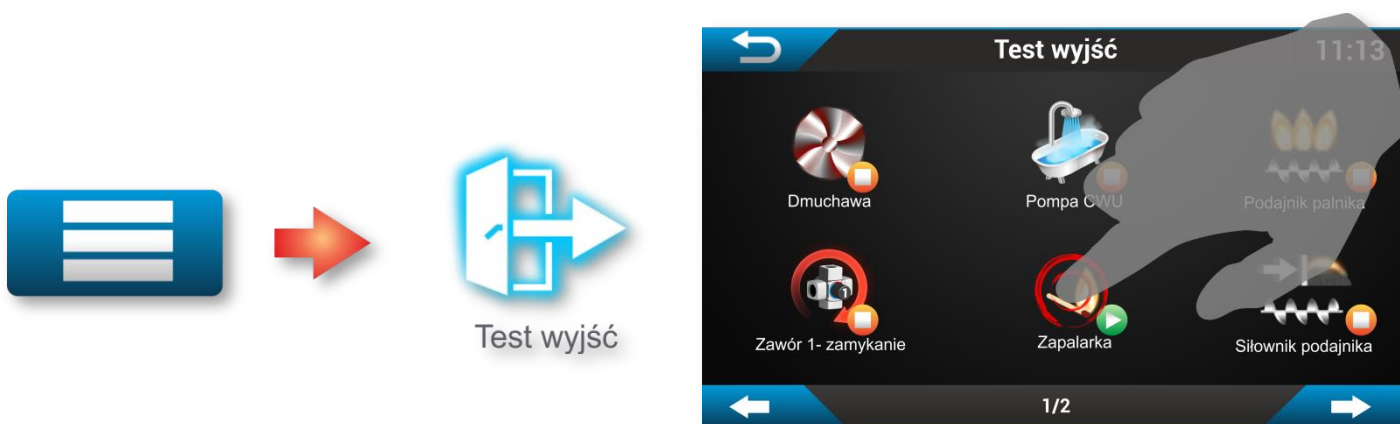 Test wyjść
Test wyjść 11:13
Dmuchawa
Pompa CWU
Podajnik palnika
1
Zawór 1- zamykanie
Zapalarka
Siłownik podajnika
1/2